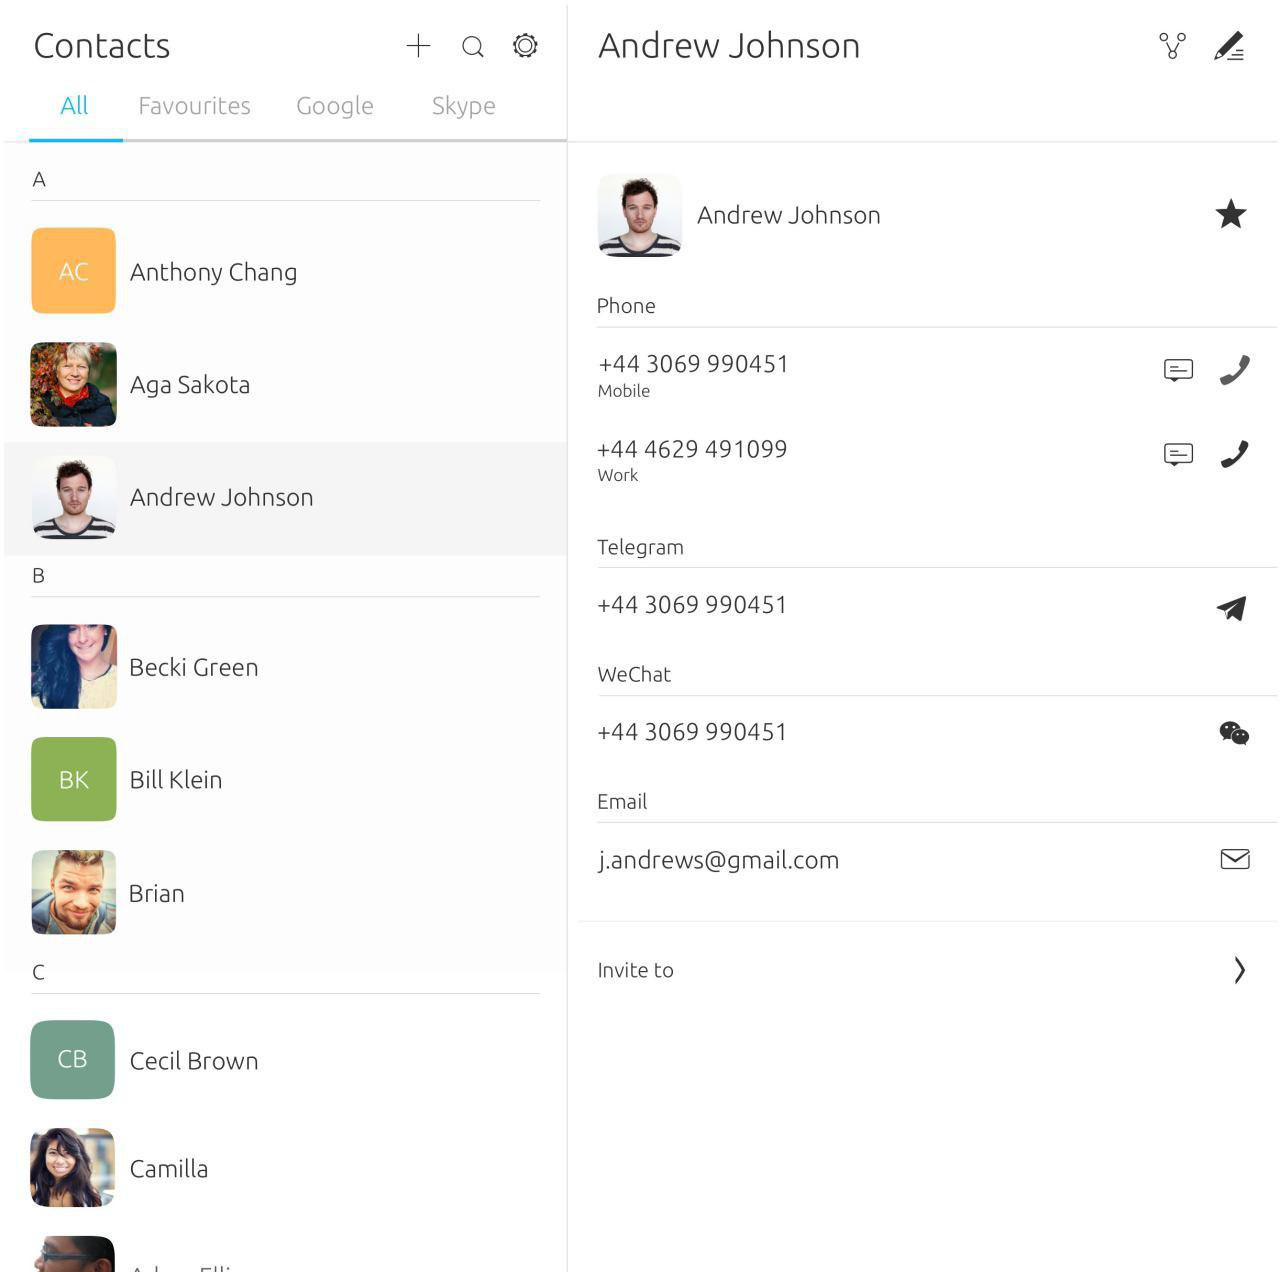 Contacts
All Favourites Google Skype
A
AC
Anthony Chang
Aga Sakota
Andrew Johnson
B
Becki Green
BK
Bill Klein
Brian
C
CB
Cecil Brown
Camilla
Andrew Johnson
Andrew Johnson
Phone
+44 3069 990451
Mobile
+44 4629 491099
Work
Telegram
+44 3069 990451
WeChat
+44 3069 990451
Email
j.andrews@gmail.com
Invite to